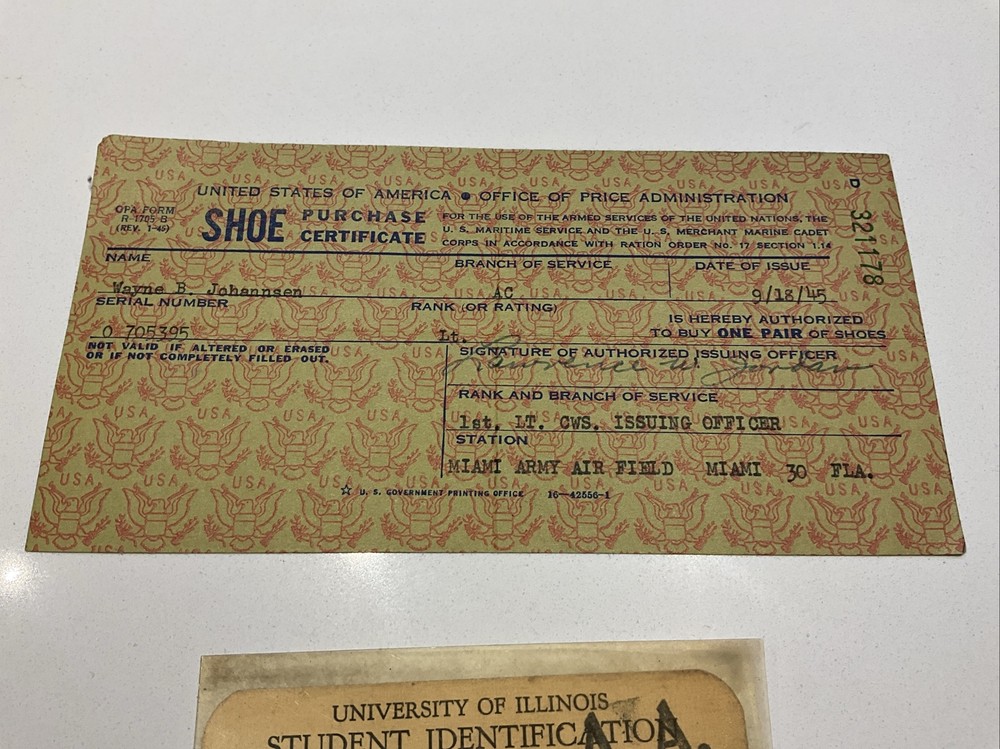 UNITED STATES OF AMERICA ● OFFICE OF PRICE ADMINISTRATION
OPA FORM
R-1705 B
(REV. 1-45)
SHOE PURCHASE CERTIFICATE
FOR THE USE OF THE ARMED SERVICES OF THE UNITED NATIONS, THE
U. S. MARITIME SERVICE AND THE U. S. MERCHANT MARINE CADET
CORPS IN ACCORDANCE WITH RATION ORDER No. 17 SECTION 1.14
D 321178
NAME BRANCH OF SERVICE DATE OF ISSUE
Wayne B. Johannsen AC 9/18/45
SERIAL NUMBER RANK (OR RATING)
O 705395 Lt.
IS HEREBY AUTHORIZED
TO BUY ONE PAIR OF SHOES
NOT VALID IF ALTERED OR ERASED
OR IF NOT COMPLETELY FILLED OUT.
SIGNATURE OF AUTHORIZED ISSUING OFFICER
Lawrence W. Jordan
RANK AND BRANCH OF SERVICE
1st. LT. CWS. ISSUING OFFICER
STATION
MIAMI ARMY AIR FIELD MIAMI 30 FLA.
☆ U. S. GOVERNMENT PRINTING OFFICE 16—42556-1
UNIVERSITY OF ILLINOIS
STUDENT IDENTIFICATION
A.A.